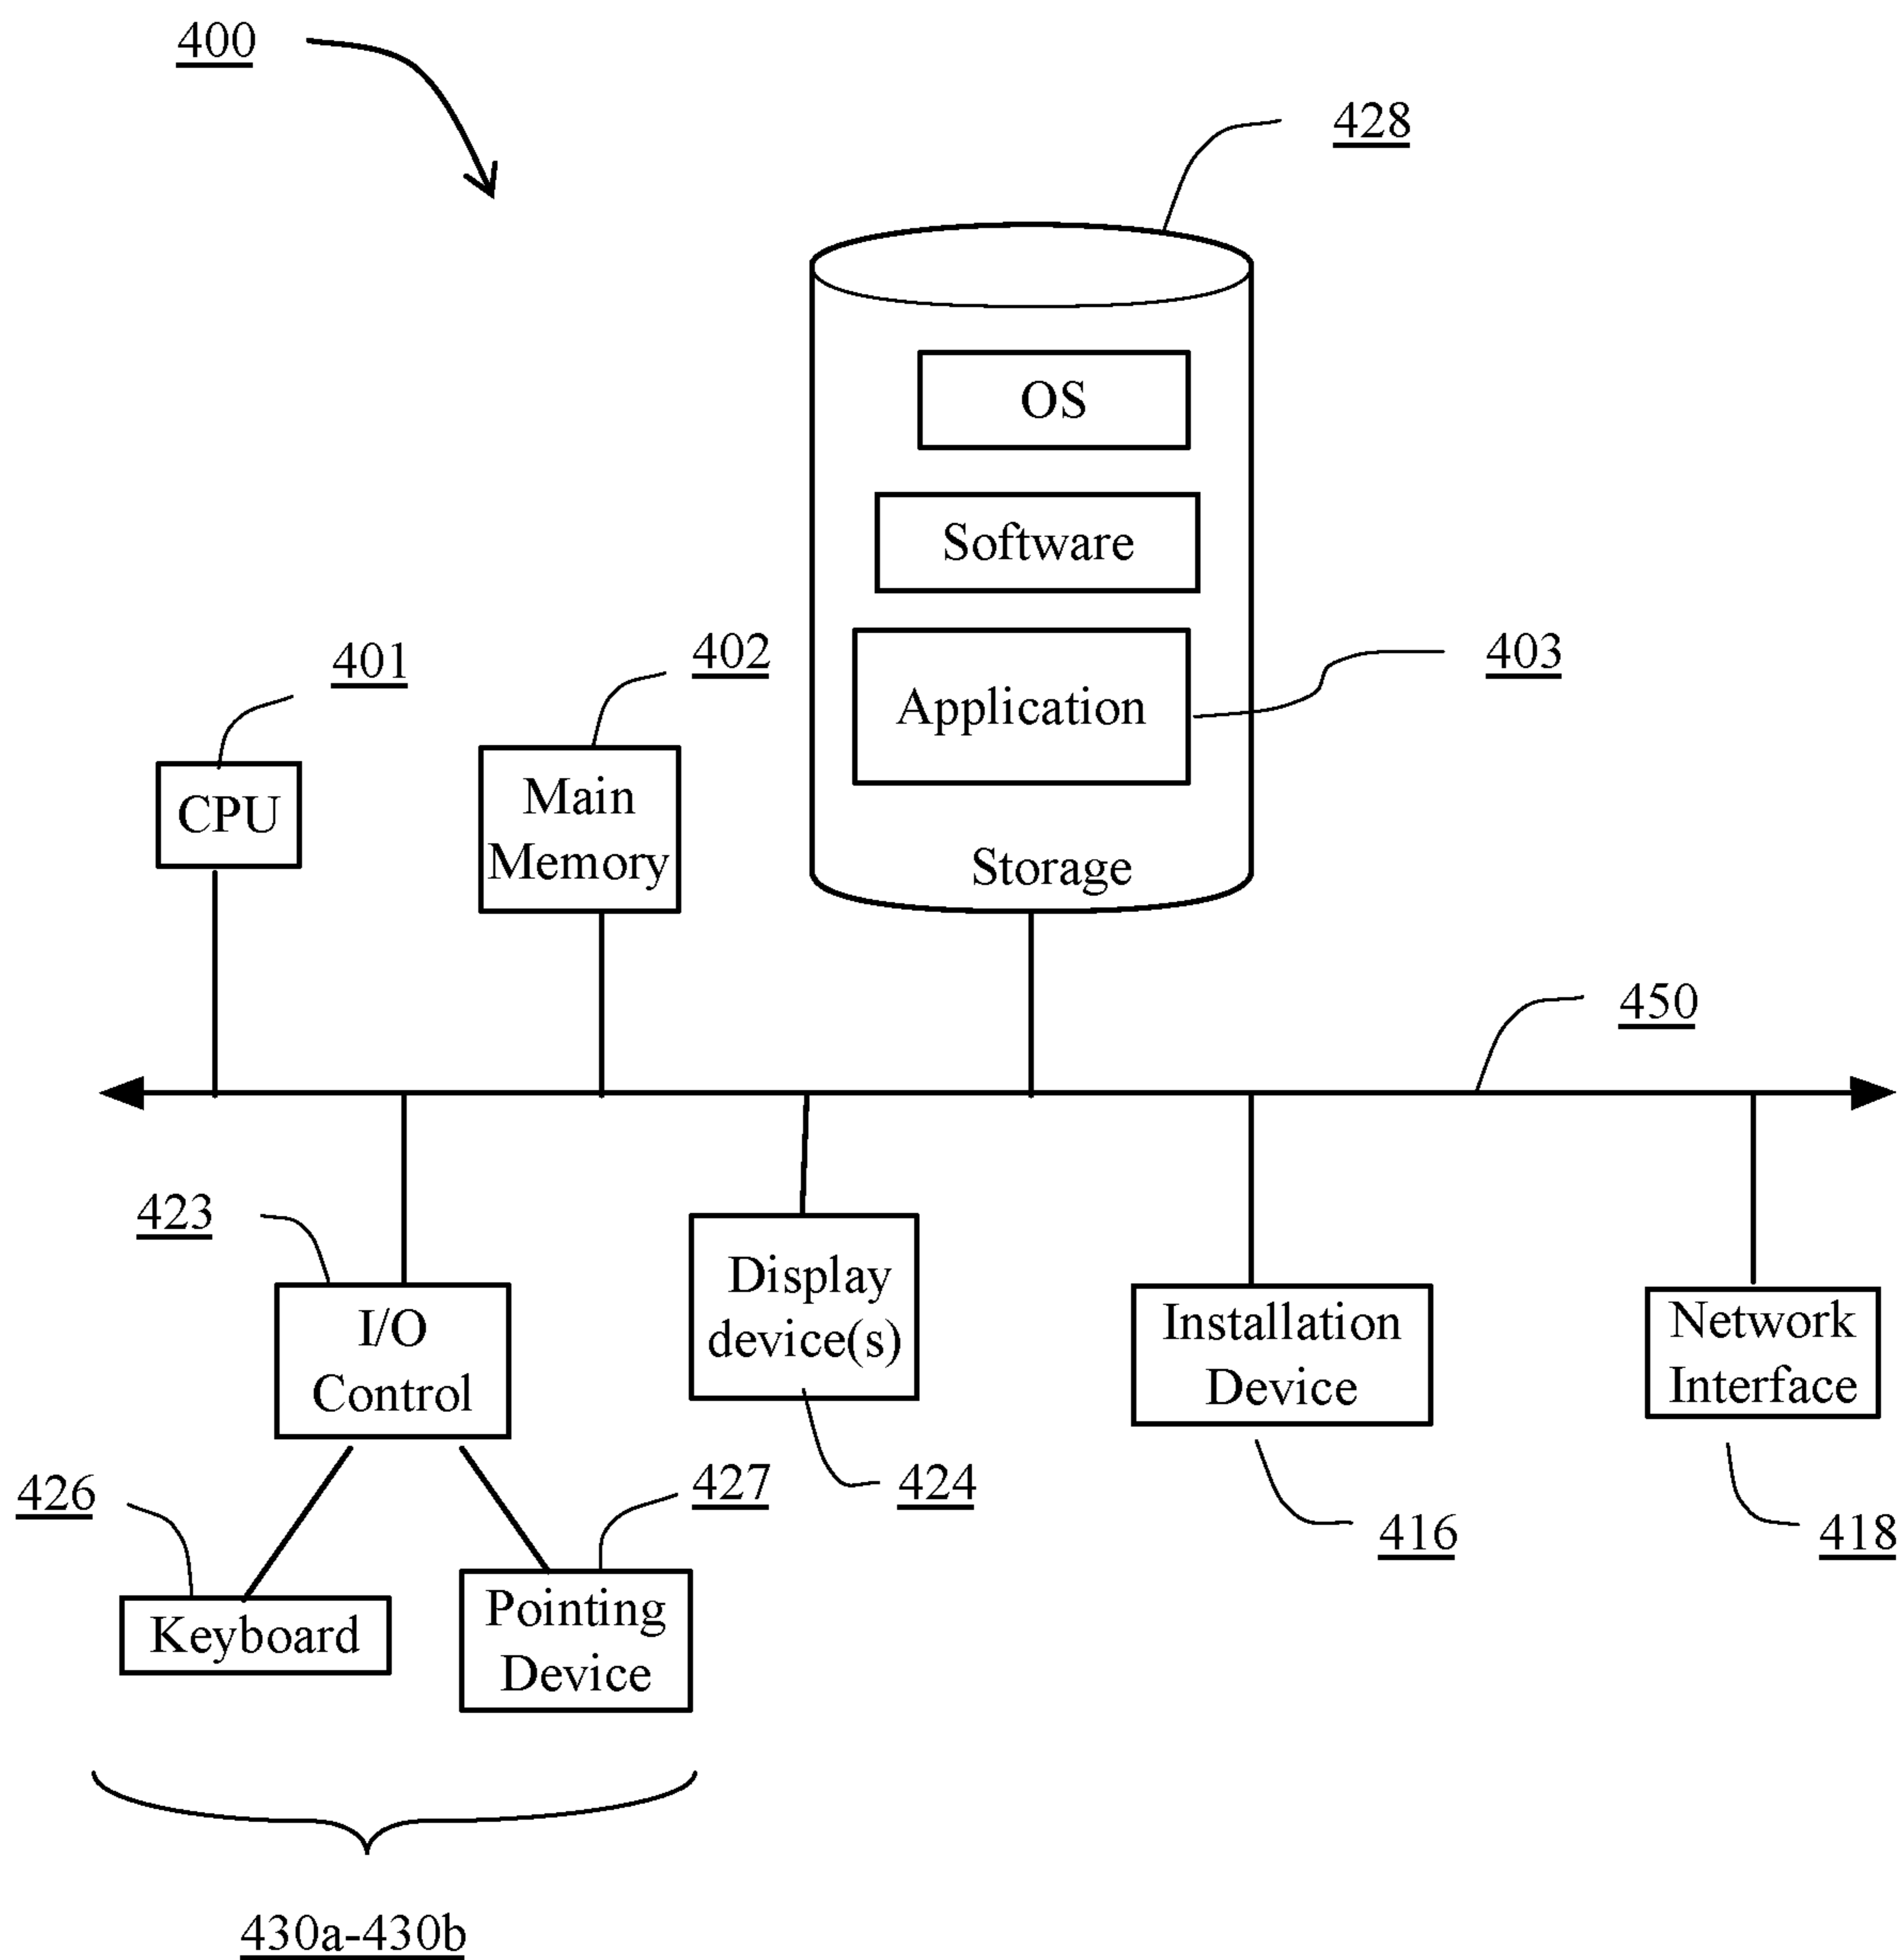 400
428
OS
Software
Application
Storage
401
402
403
CPU
Main
Memory
450
423
I/O
Control
Display
device(s)
Installation
Device
Network
Interface
426
427
424
416
418
Keyboard
Pointing
Device
430a-430b